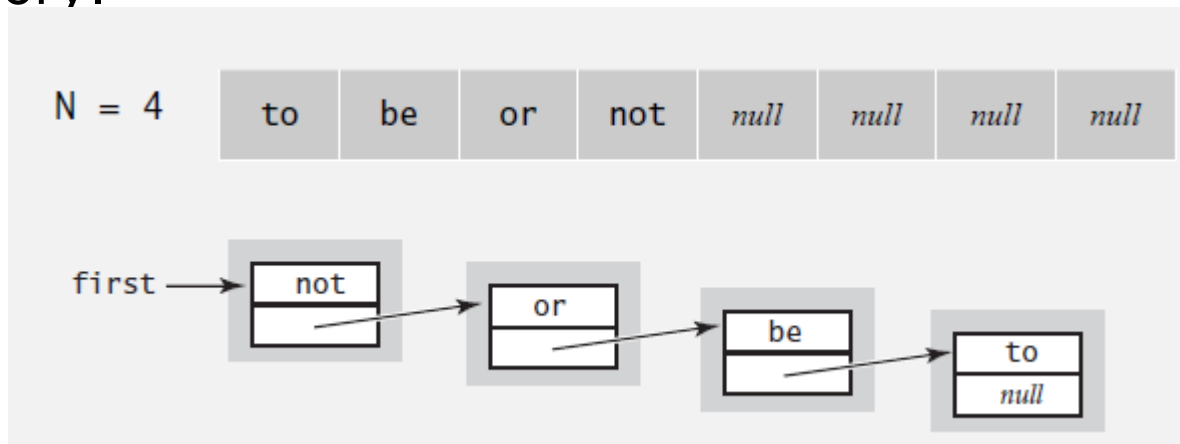 N = 4 to be or not null null null null
first not
or
be
to
null